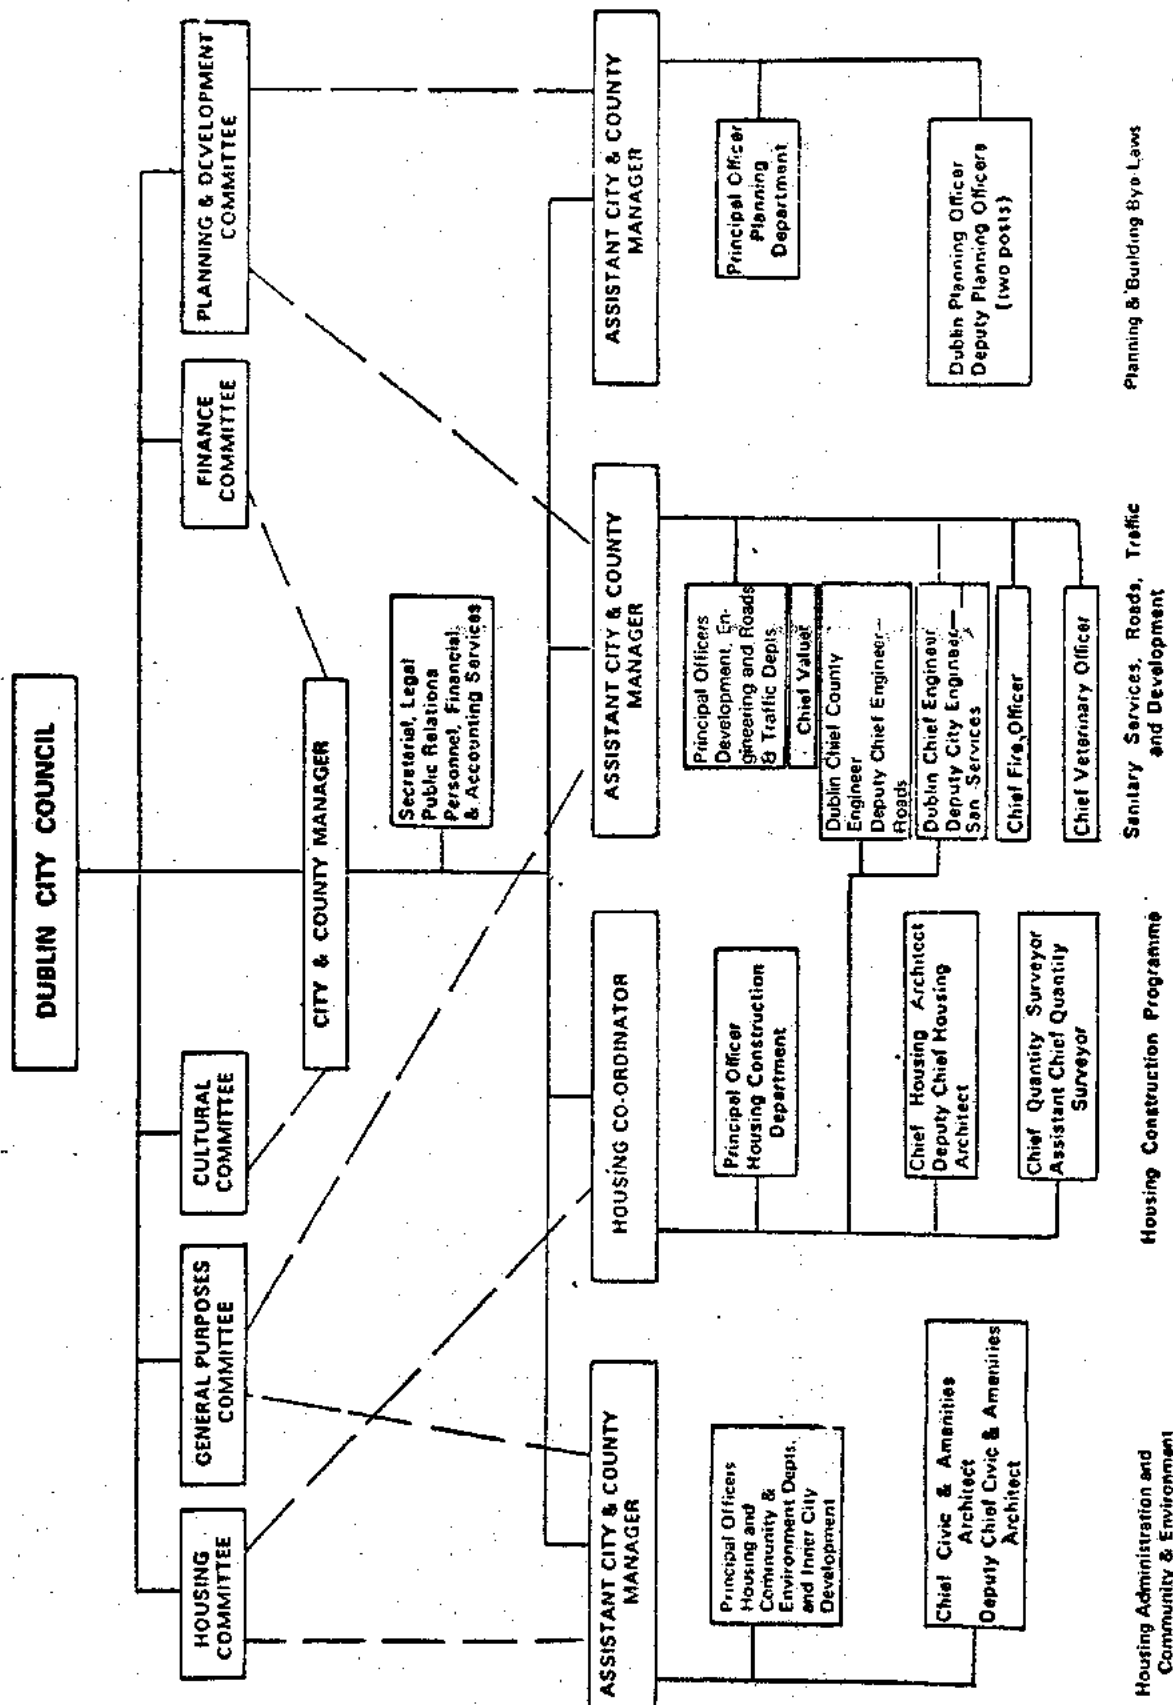 DUBLIN CITY COUNCIL
HOUSING
COMMITTEE
GENERAL PURPOSES
COMMITTEE
CULTURAL
COMMITTEE
FINANCE
COMMITTEE
PLANNING & DEVELOPMENT
COMMITTEE
CITY & COUNTY MANAGER
Secretarial, Legal
Public Relations
Personnel, Financial
& Accounting Services
ASSISTANT CITY & COUNTY
MANAGER
HOUSING CO-ORDINATOR
ASSISTANT CITY & COUNTY
MANAGER
ASSISTANT CITY & COUNTY
MANAGER
Principal Officers
Housing and
Community &
Environment Depts.
and Inner City
Development
Chief Civic & Amenities
Architect
Deputy Chief Civic & Amenities
Architect
Housing Administration and
Community & Environment
Principal Officer
Housing Construction
Department
Chief Housing Architect
Deputy Chief Housing
Architect
Chief Quantity Surveyor
Assistant Chief Quantity
Surveyor
Housing Construction Programme
Principal Officers
Development, En-
gineering and Roads
& Traffic Depts
Chief Valuer
Dublin Chief County
Engineer
Deputy Chief Engineer—
Roads
Dublin Chief Engineer
Deputy City Engineer—
San Services
Chief Fire Officer
Chief Veterinary Officer
Sanitary Services, Roads, Traffic
and Development
Principal Officer
Planning
Department
Dublin Planning Officer
Deputy Planning Officers
(two posts)
Planning & Building Bye-Laws